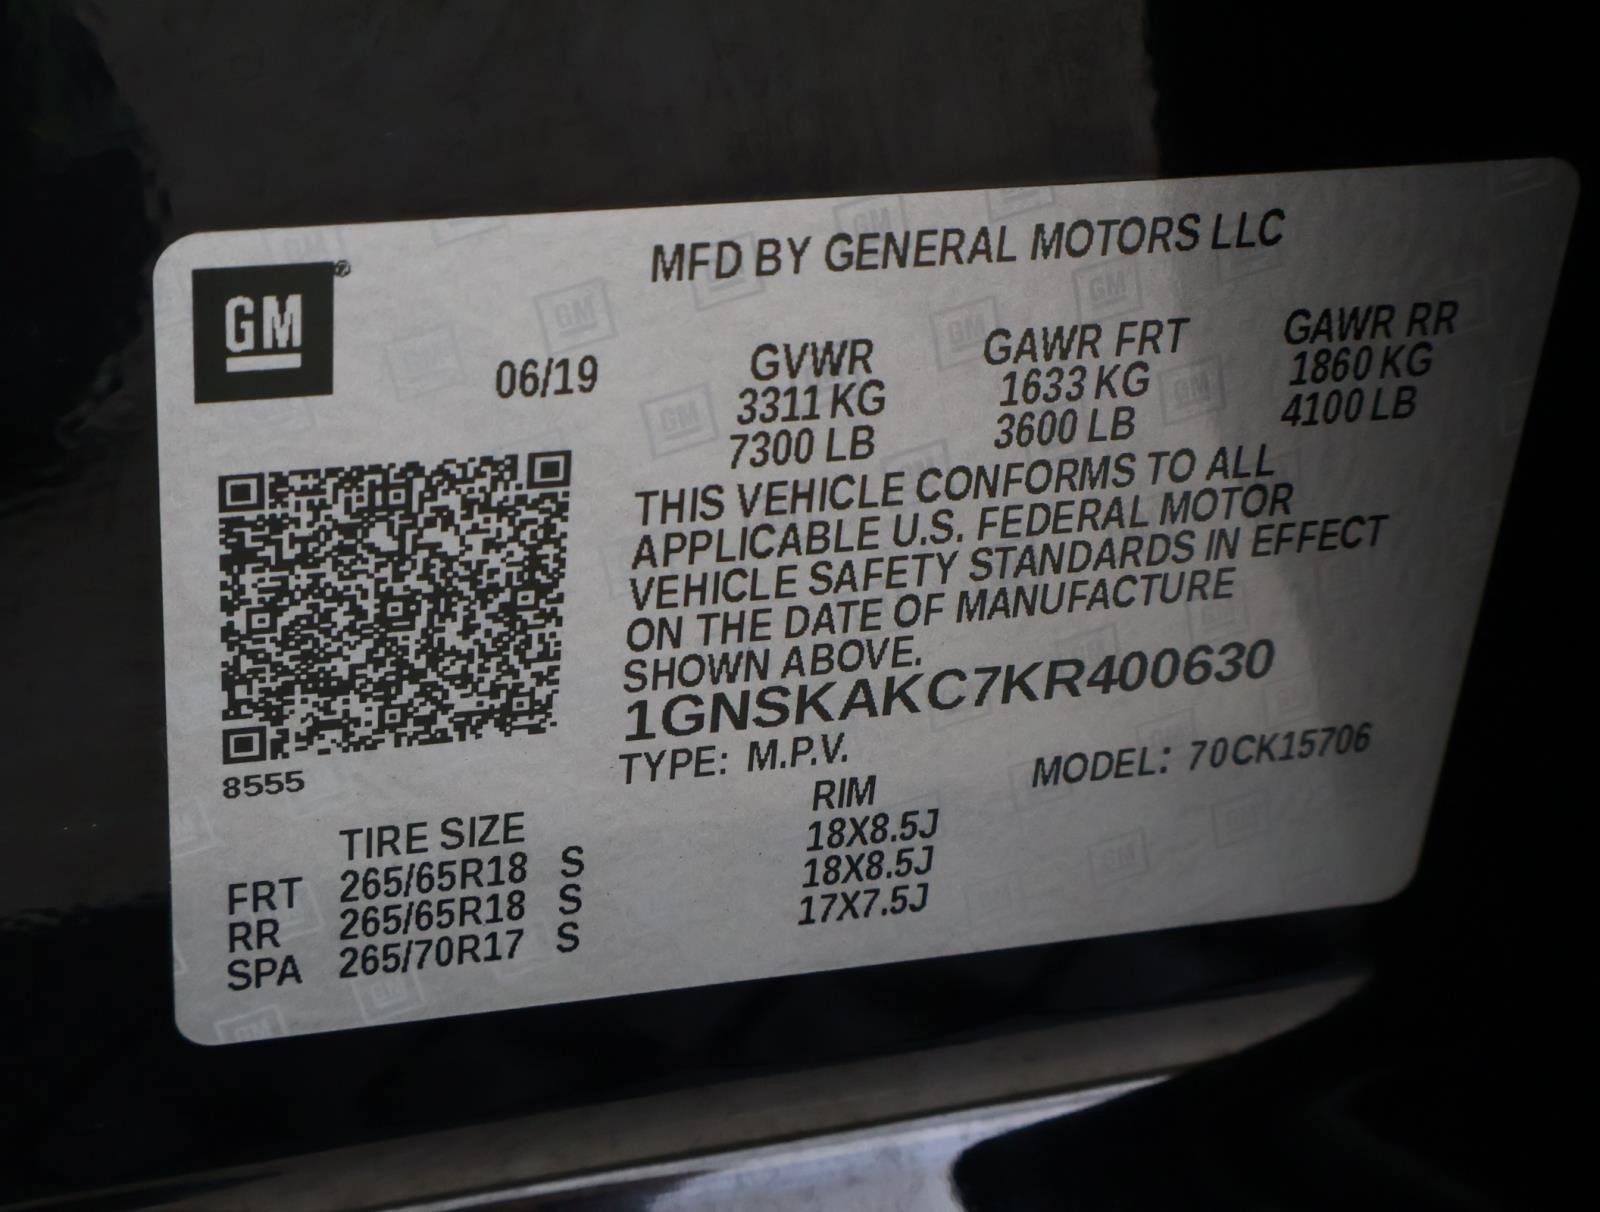 GM®
MFD BY GENERAL MOTORS LLC
06/19
GVWR GAWR FRT GAWR RR
3311 KG 1633 KG 1860 KG
7300 LB 3600 LB 4100 LB
THIS VEHICLE CONFORMS TO ALL
APPLICABLE U.S. FEDERAL MOTOR
VEHICLE SAFETY STANDARDS IN EFFECT
ON THE DATE OF MANUFACTURE
SHOWN ABOVE.
1GNSKAKC7KR400630
TYPE: M.P.V. MODEL: 70CK15706
8555
TIRE SIZE RIM
FRT 265/65R18 S 18X8.5J
RR 265/65R18 S 18X8.5J
SPA 265/70R17 S 17X7.5J